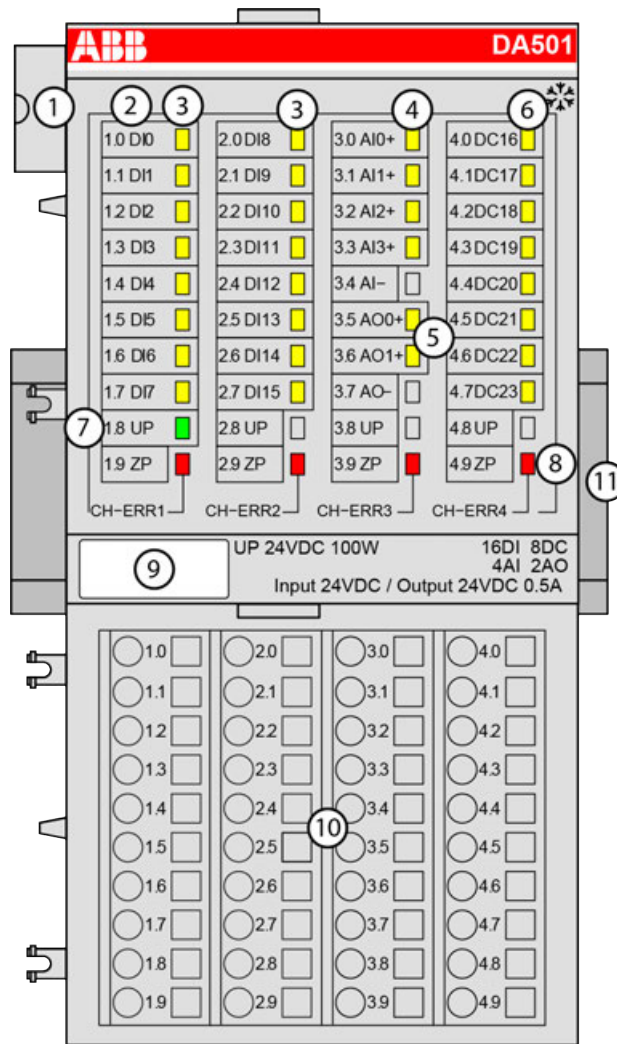 ABB DA501
1 2 3 3 4 6
1.0 DI0 2.0 DI8 3.0 AI0+ 4.0 DC16
1.1 DI1 2.1 DI9 3.1 AI1+ 4.1 DC17
1.2 DI2 2.2 DI10 3.2 AI2+ 4.2 DC18
1.3 DI3 2.3 DI11 3.3 AI3+ 4.3 DC19
1.4 DI4 2.4 DI12 3.4 AI− 4.4 DC20
1.5 DI5 2.5 DI13 3.5 AO0+ 4.5 DC21
5
1.6 DI6 2.6 DI14 3.6 AO1+ 4.6 DC22
1.7 DI7 2.7 DI15 3.7 AO− 4.7 DC23
7 1.8 UP 2.8 UP 3.8 UP 4.8 UP
1.9 ZP 2.9 ZP 3.9 ZP 4.9 ZP 8
11
CH-ERR1 CH-ERR2 CH-ERR3 CH-ERR4
UP 24VDC 100W 16DI 8DC
9 4AI 2AO
Input 24VDC / Output 24VDC 0.5A
1.0 2.0 3.0 4.0
1.1 2.1 3.1 4.1
1.2 2.2 3.2 4.2
1.3 2.3 3.3 4.3
1.4 2.4 3.4 4.4
10
1.5 2.5 3.5 4.5
1.6 2.6 3.6 4.6
1.7 2.7 3.7 4.7
1.8 2.8 3.8 4.8
1.9 2.9 3.9 4.9